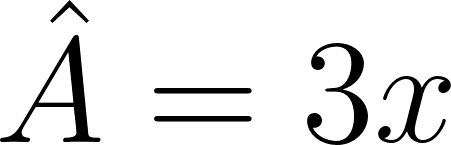 Â = 3x